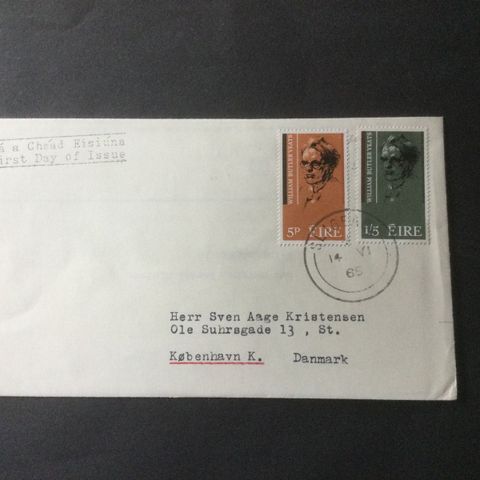 a Chéad Eisiúna
First Day of Issue
WILLIAM BUTLER YEATS
5P ÉIRE
WILLIAM BUTLER YEATS
1/5 ÉIRE
14 VI
65
Herr Sven Aage Kristensen
Ole Suhrsgade 13 , St.
København K. Danmark